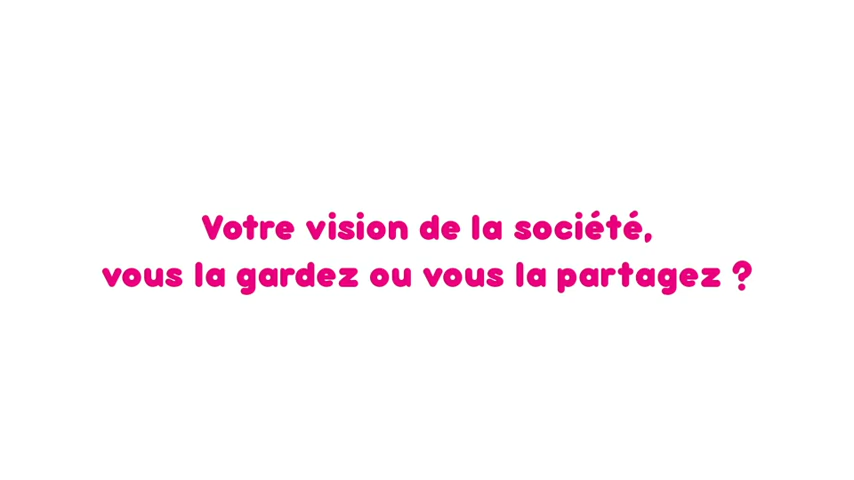 Votre vision de la société,
vous la gardez ou vous la partagez ?